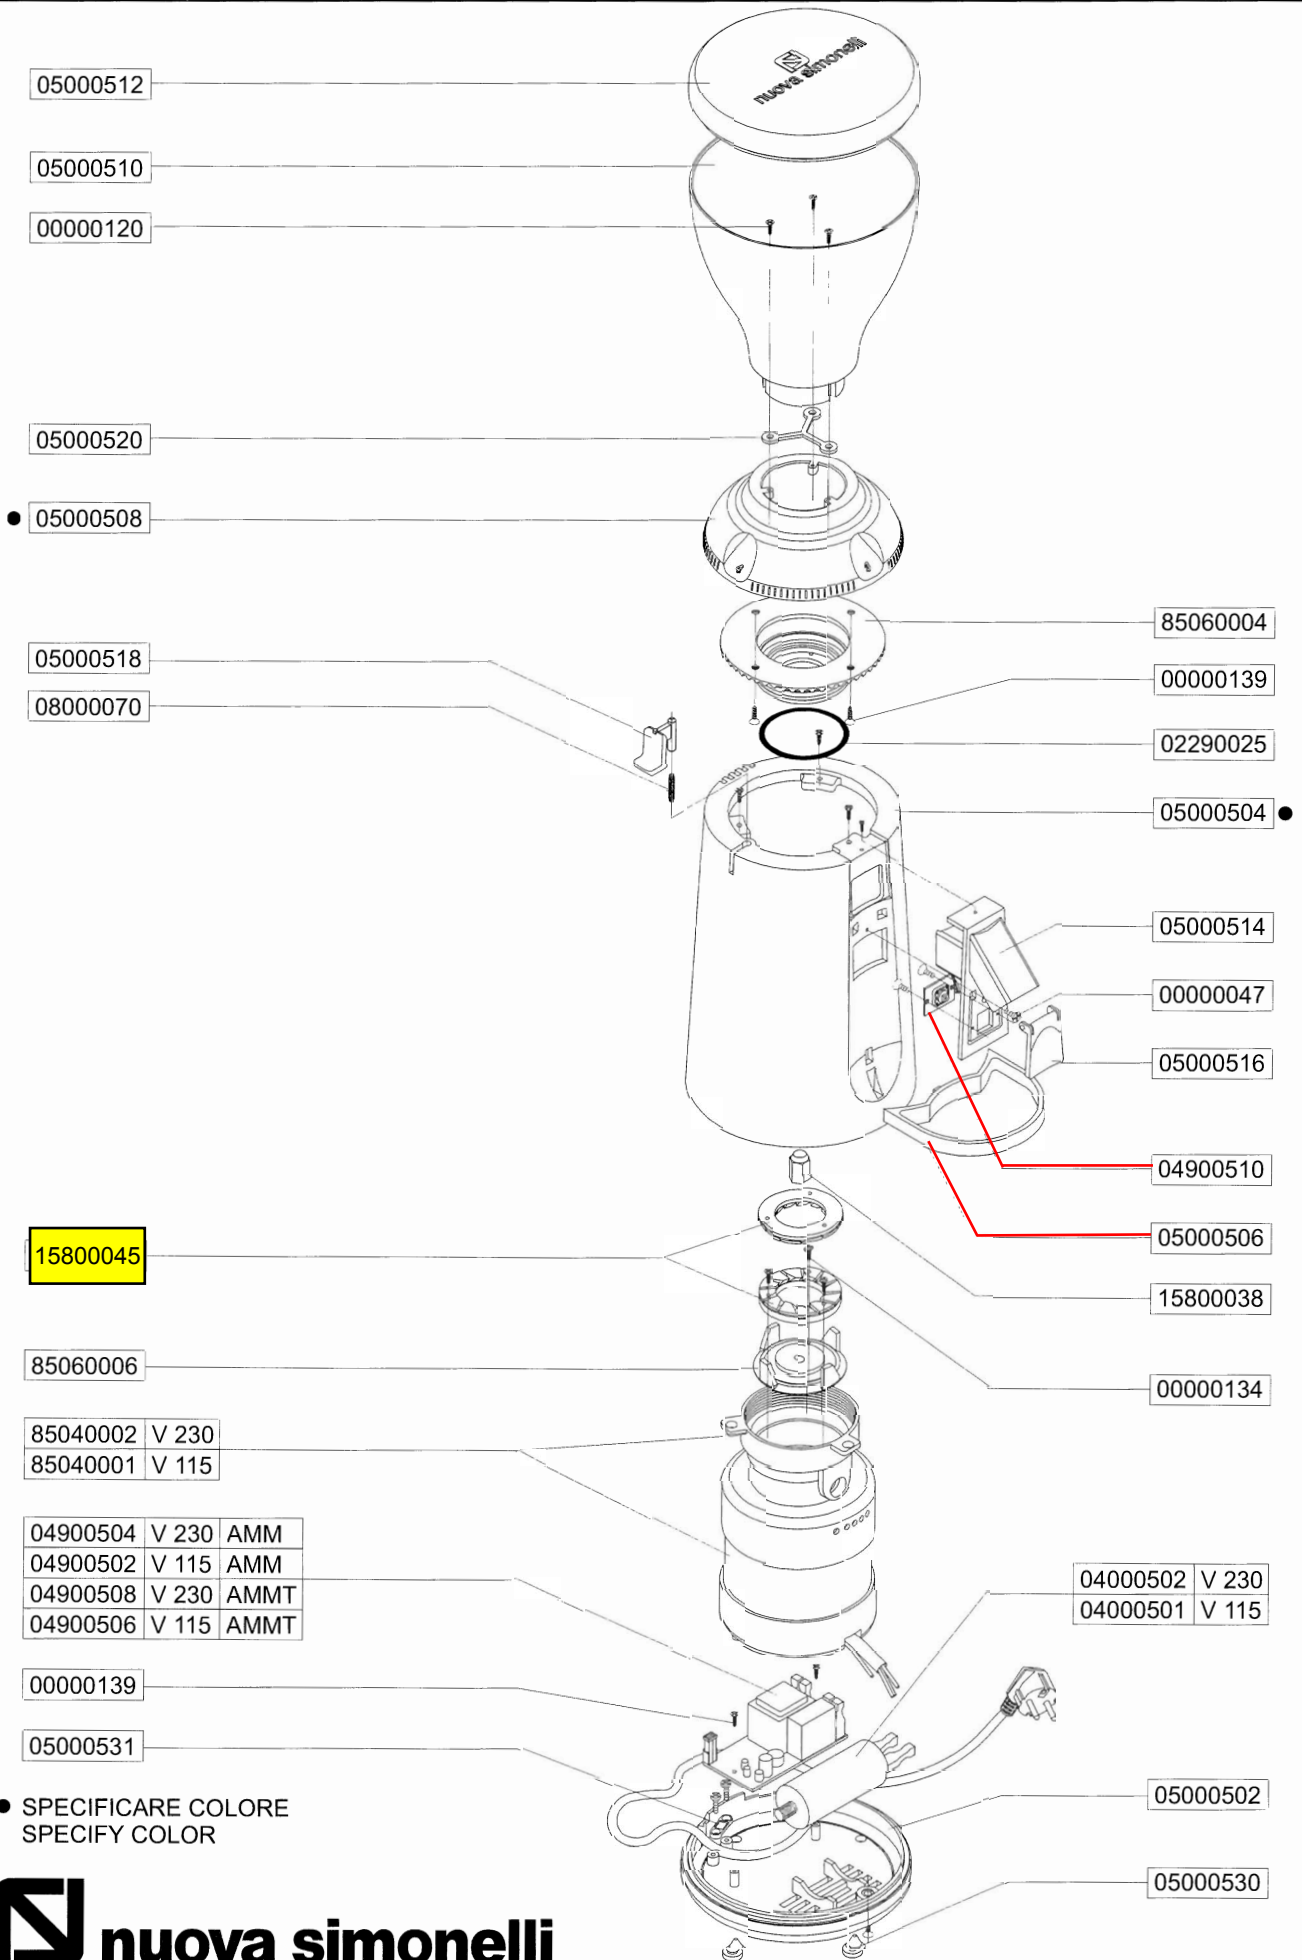 nuova simonelli
05000512
05000510
00000120
05000520
● 05000508
85060004
05000518
00000139
08000070
02290025
05000504 ●
05000514
00000047
05000516
04900510
05000506
15800045
15800038
85060006
00000134
85040002 V 230
85040001 V 115
04900504 V 230 AMM
04900502 V 115 AMM
04900508 V 230 AMMT
04900506 V 115 AMMT
04000502 V 230
04000501 V 115
00000139
05000531
05000502
● SPECIFICARE COLORE
SPECIFY COLOR
05000530
nuova simonelli